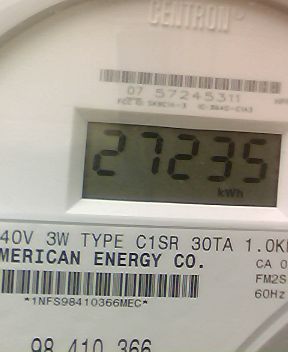 CENTRON
07 57245311
27235
kWh
40V 3W TYPE C1SR 30TA 1.0K
MERICAN ENERGY CO.
CA 0
FM2S
60Hz
*1NFS98410366MEC*
98 410 366